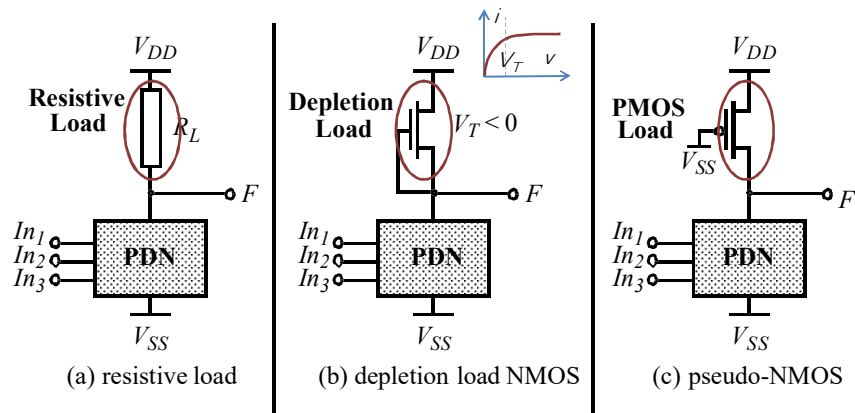 V_DD
Resistive
Load
R_L
F
In_1
In_2
In_3
PDN
V_SS
(a) resistive load
i
V_T
v
V_DD
Depletion
Load
V_T < 0
F
In_1
In_2
In_3
PDN
V_SS
(b) depletion load NMOS
V_DD
PMOS
Load
V_SS
F
In_1
In_2
In_3
PDN
V_SS
(c) pseudo-NMOS